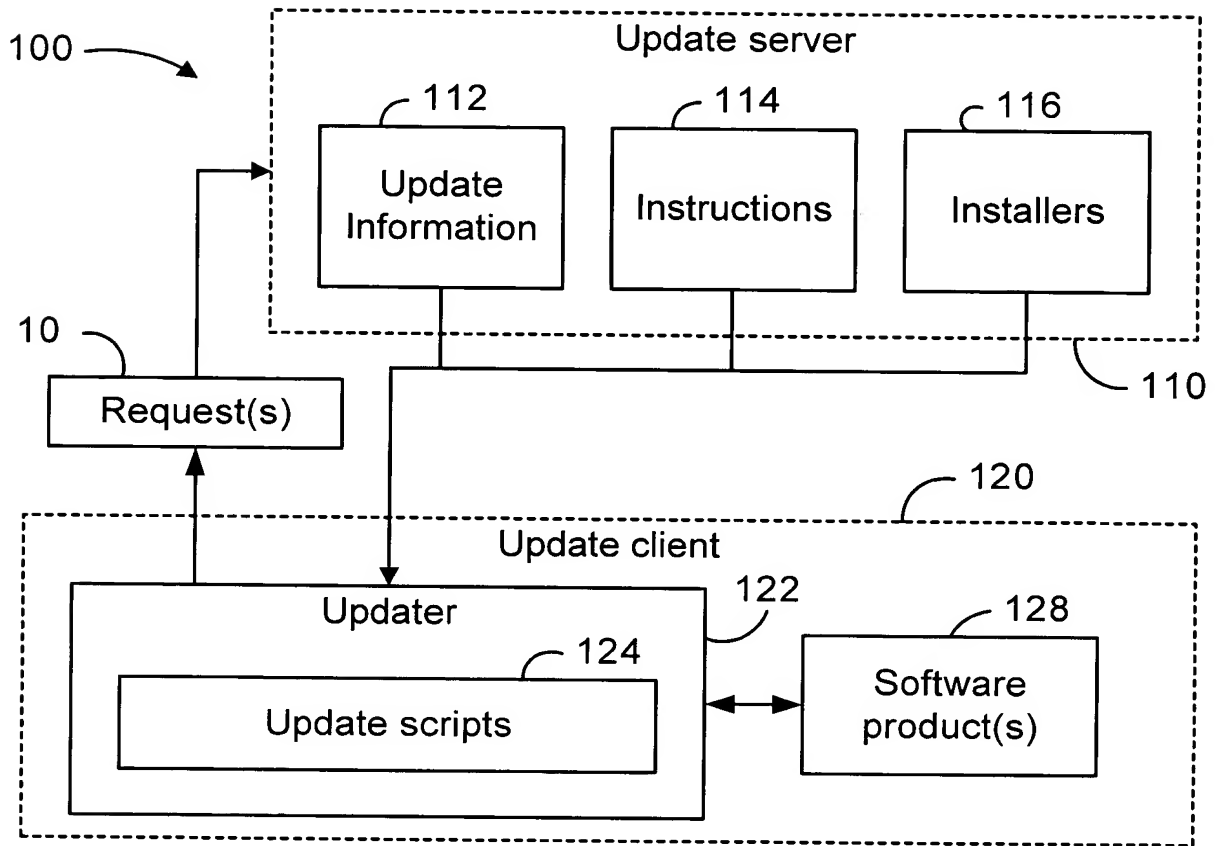 100
Update server
112
114
116
Update
Information
Instructions
Installers
10
Request(s)
110
120
Update client
Updater
122
124
Update scripts
128
Software
product(s)